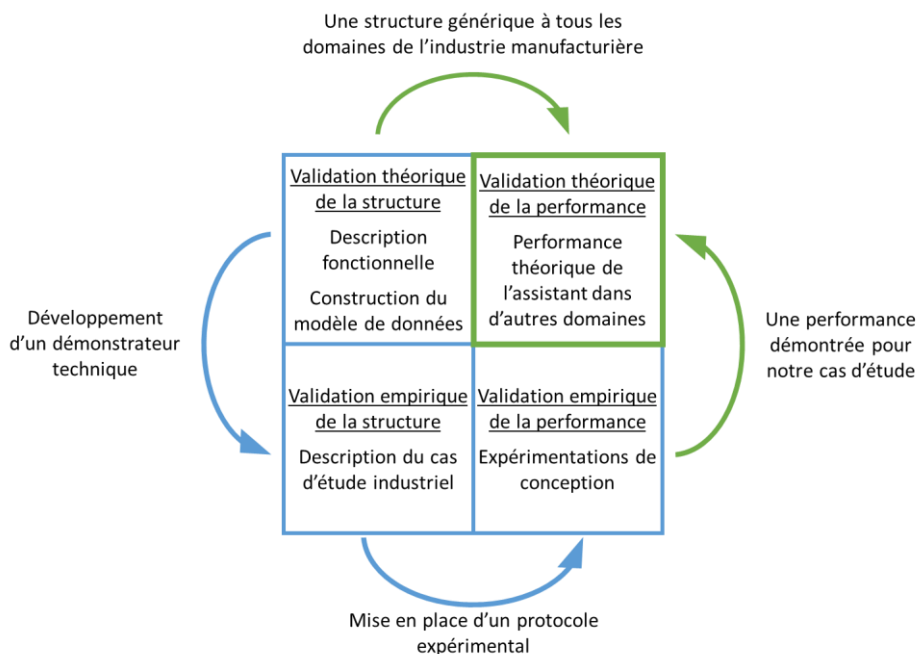 Une structure générique à tous les
domaines de l'industrie manufacturière
Validation théorique
de la structure
Description
fonctionnelle
Construction du
modèle de données
Validation théorique
de la performance
Performance
théorique de
l'assistant dans
d'autres domaines
Développement
d'un démonstrateur
technique
Une performance
démontrée pour
notre cas d'étude
Validation empirique
de la structure
Description du cas
d'étude industriel
Validation empirique
de la performance
Expérimentations de
conception
Mise en place d'un protocole
expérimental